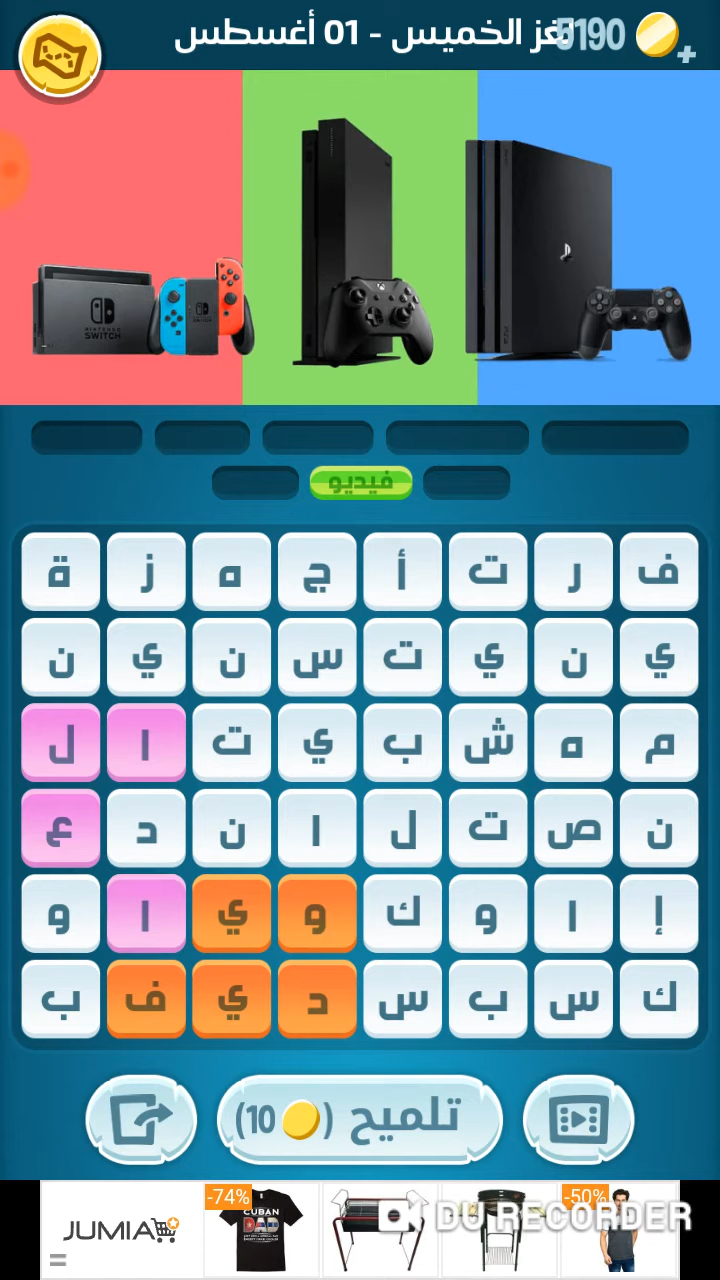 لغز الخميس - 01 أغسطس
5190
NINTENDO
SWITCH
فيديو
ف ر ت أ ج ه ز ة
ي ن ي ت س ن ي ن
م ه ش ب ي ت ا ل
ن ص ت ل ا ن د ع
إ ا و ك و ي ا و
ك س ب س د ي ف ب
تلميح (10)
JUMIA
-74%
CUBAN
DAD
-50%
DU RECORDER